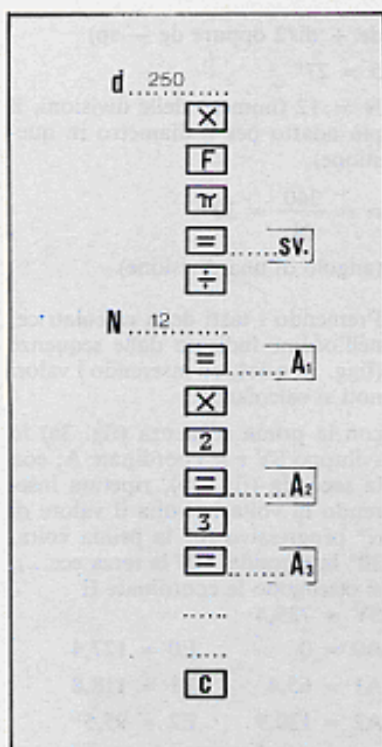 d 250
×
F
π
= ...... SV.
÷
N. 12
= ...... A₁
×
2
= ...... A₂
3
= ...... A₃
......
......
C